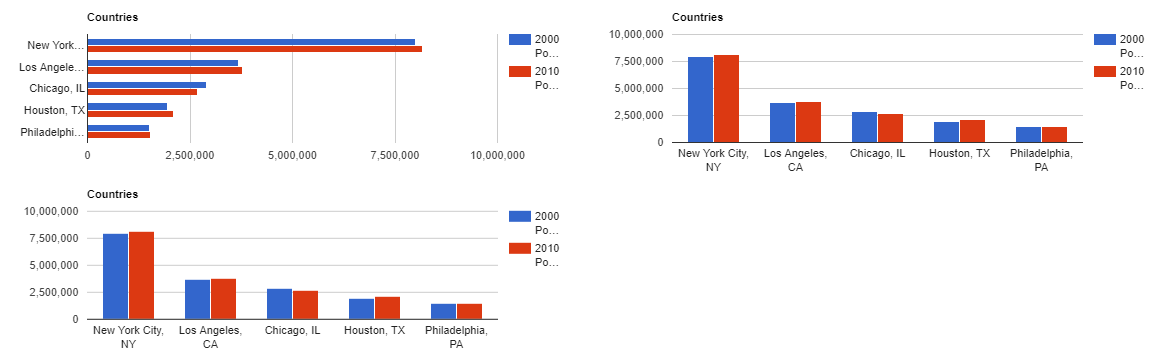 Countries
New York...
Los Angele...
Chicago, IL
Houston, TX
Philadelphi...
0
2,500,000
5,000,000
7,500,000
10,000,000
2000
Po...
2010
Po...
Countries
10,000,000
7,500,000
5,000,000
2,500,000
0
New York City,
NY
Los Angeles,
CA
Chicago, IL
Houston, TX
Philadelphia,
PA
2000
Po...
2010
Po...
Countries
10,000,000
7,500,000
5,000,000
2,500,000
0
New York City,
NY
Los Angeles,
CA
Chicago, IL
Houston, TX
Philadelphia,
PA
2000
Po...
2010
Po...